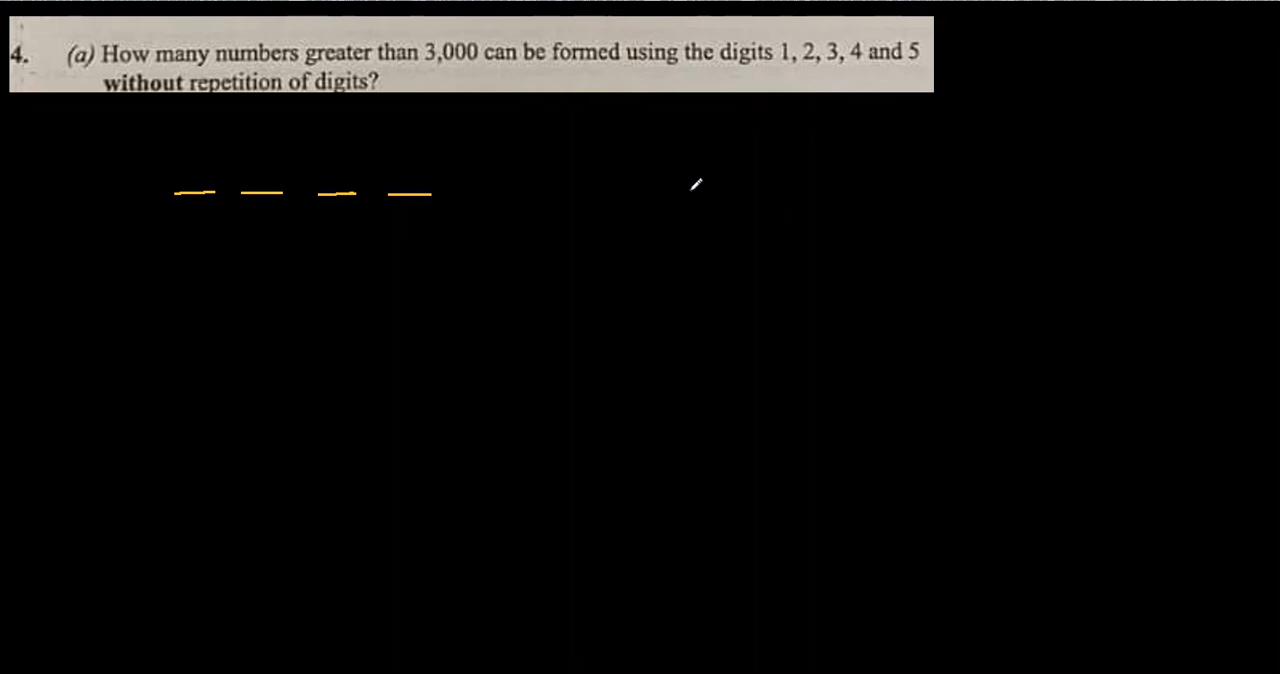 4. (a) How many numbers greater than 3,000 can be formed using the digits 1, 2, 3, 4 and 5
without repetition of digits?